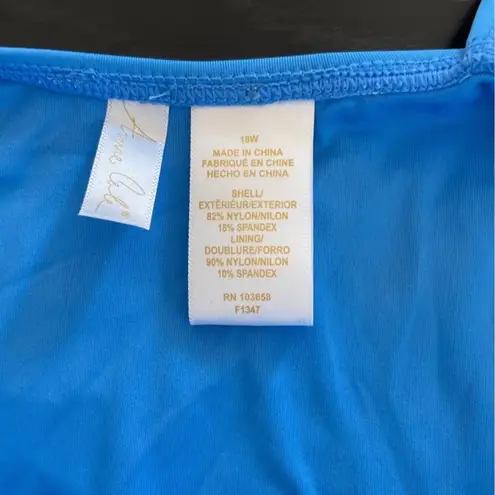 18W
MADE IN CHINA
FABRIQUÉ EN CHINE
HECHO EN CHINA
SHELL/
EXTÉRIEUR/EXTERIOR
82% NYLON/NILON
18% SPANDEX
LINING/
DOUBLURE/FORRO
90% NYLON/NILON
10% SPANDEX
RN 103658
F1347